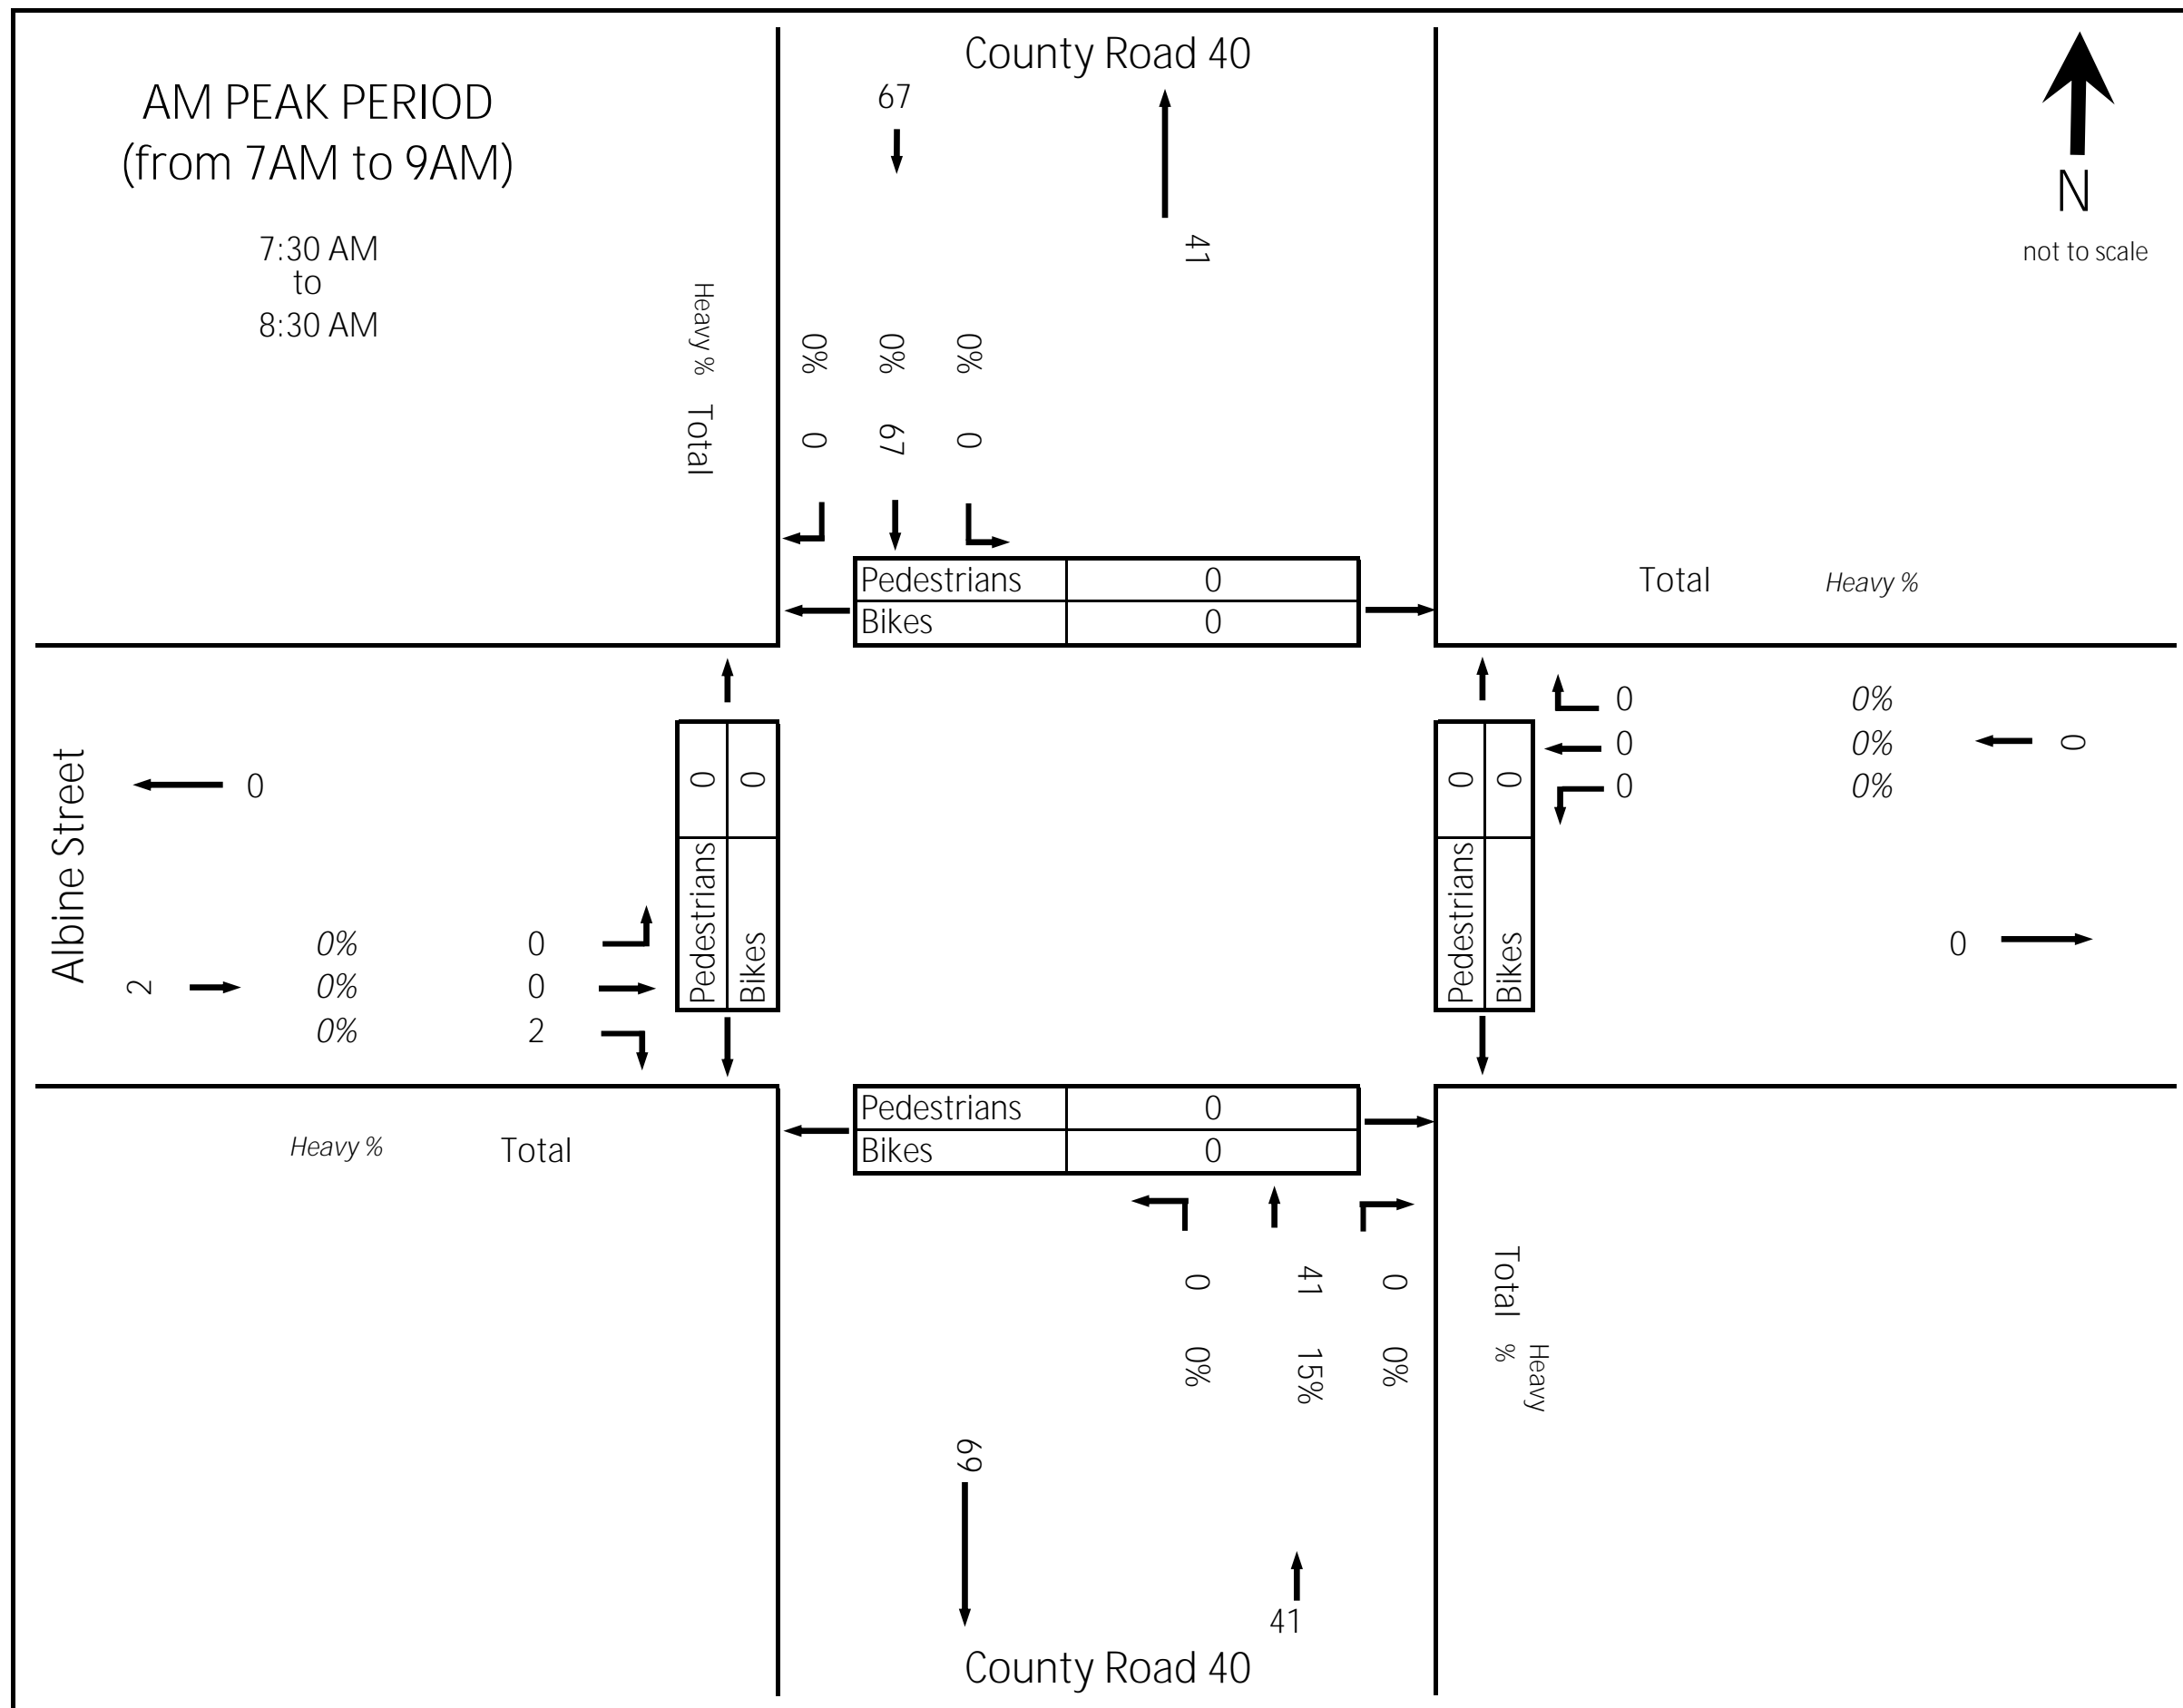 County Road 40
AM PEAK PERIOD
(from 7AM to 9AM)
67
N
7:30 AM
to
8:30 AM
41
not to scale
Heavy %
0%
0%
0%
Total
0
67
0
Pedestrians 0
Bikes 0
Total Heavy %
0 0%
0 0% 0
0 0%
Albine Street
0
Pedestrians 0
Bikes 0
Pedestrians 0
Bikes 0
0% 0
2 0% 0
0% 2
0
Heavy % Total
Pedestrians 0
Bikes 0
0 41 0
Total
0% 15% 0%
Heavy
%
69
41
County Road 40